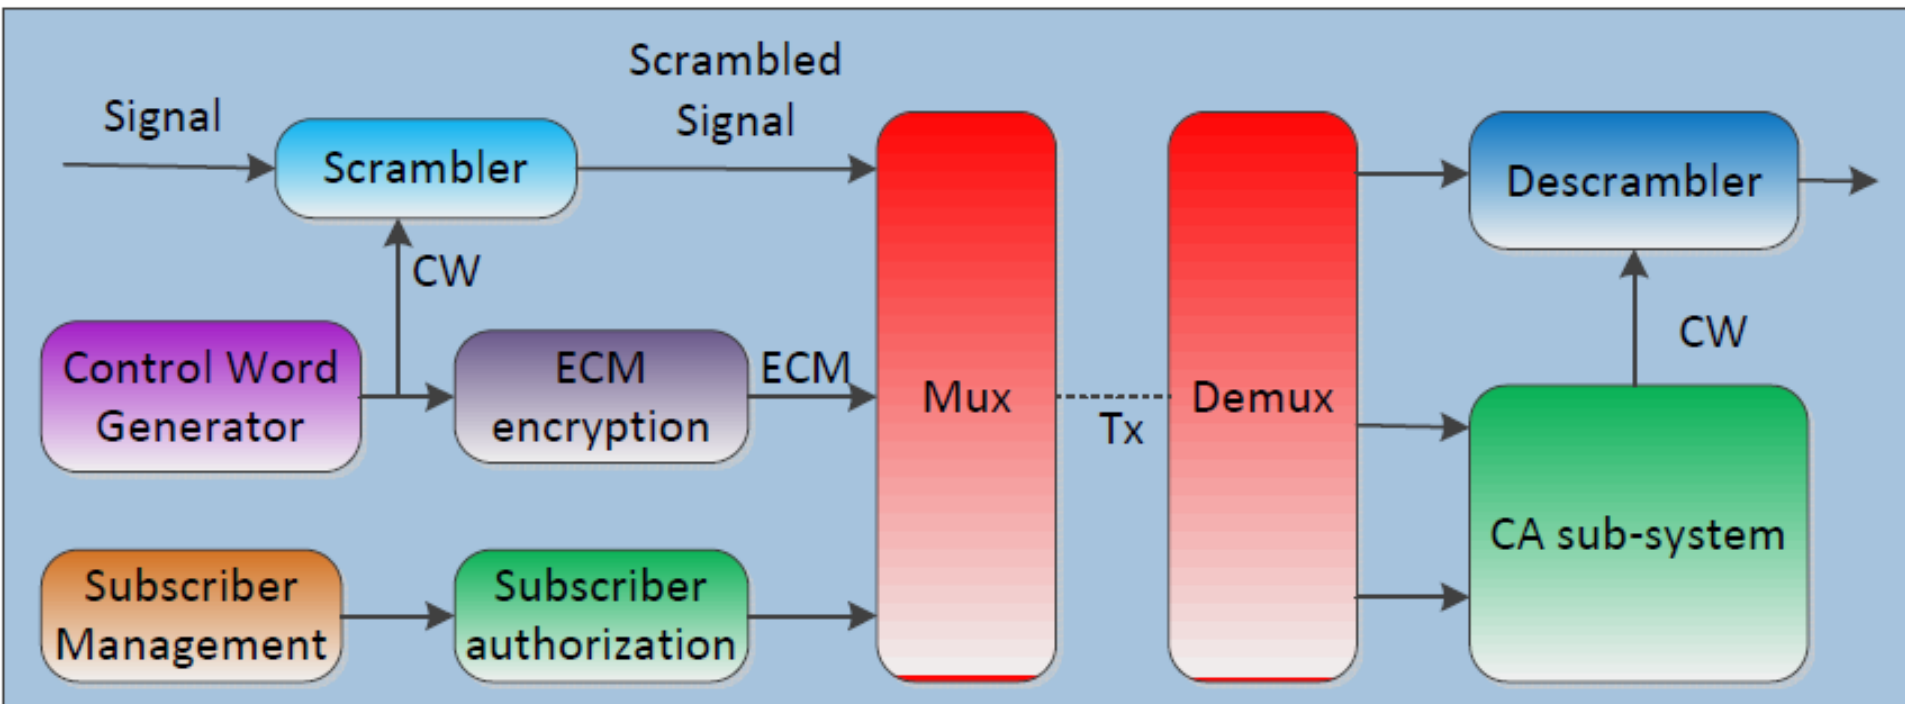 Signal
Scrambler
Scrambled
Signal
CW
Control Word
Generator
ECM
encryption
ECM
Subscriber
Management
Subscriber
authorization
Mux
Tx
Demux
Descrambler
CW
CA sub-system